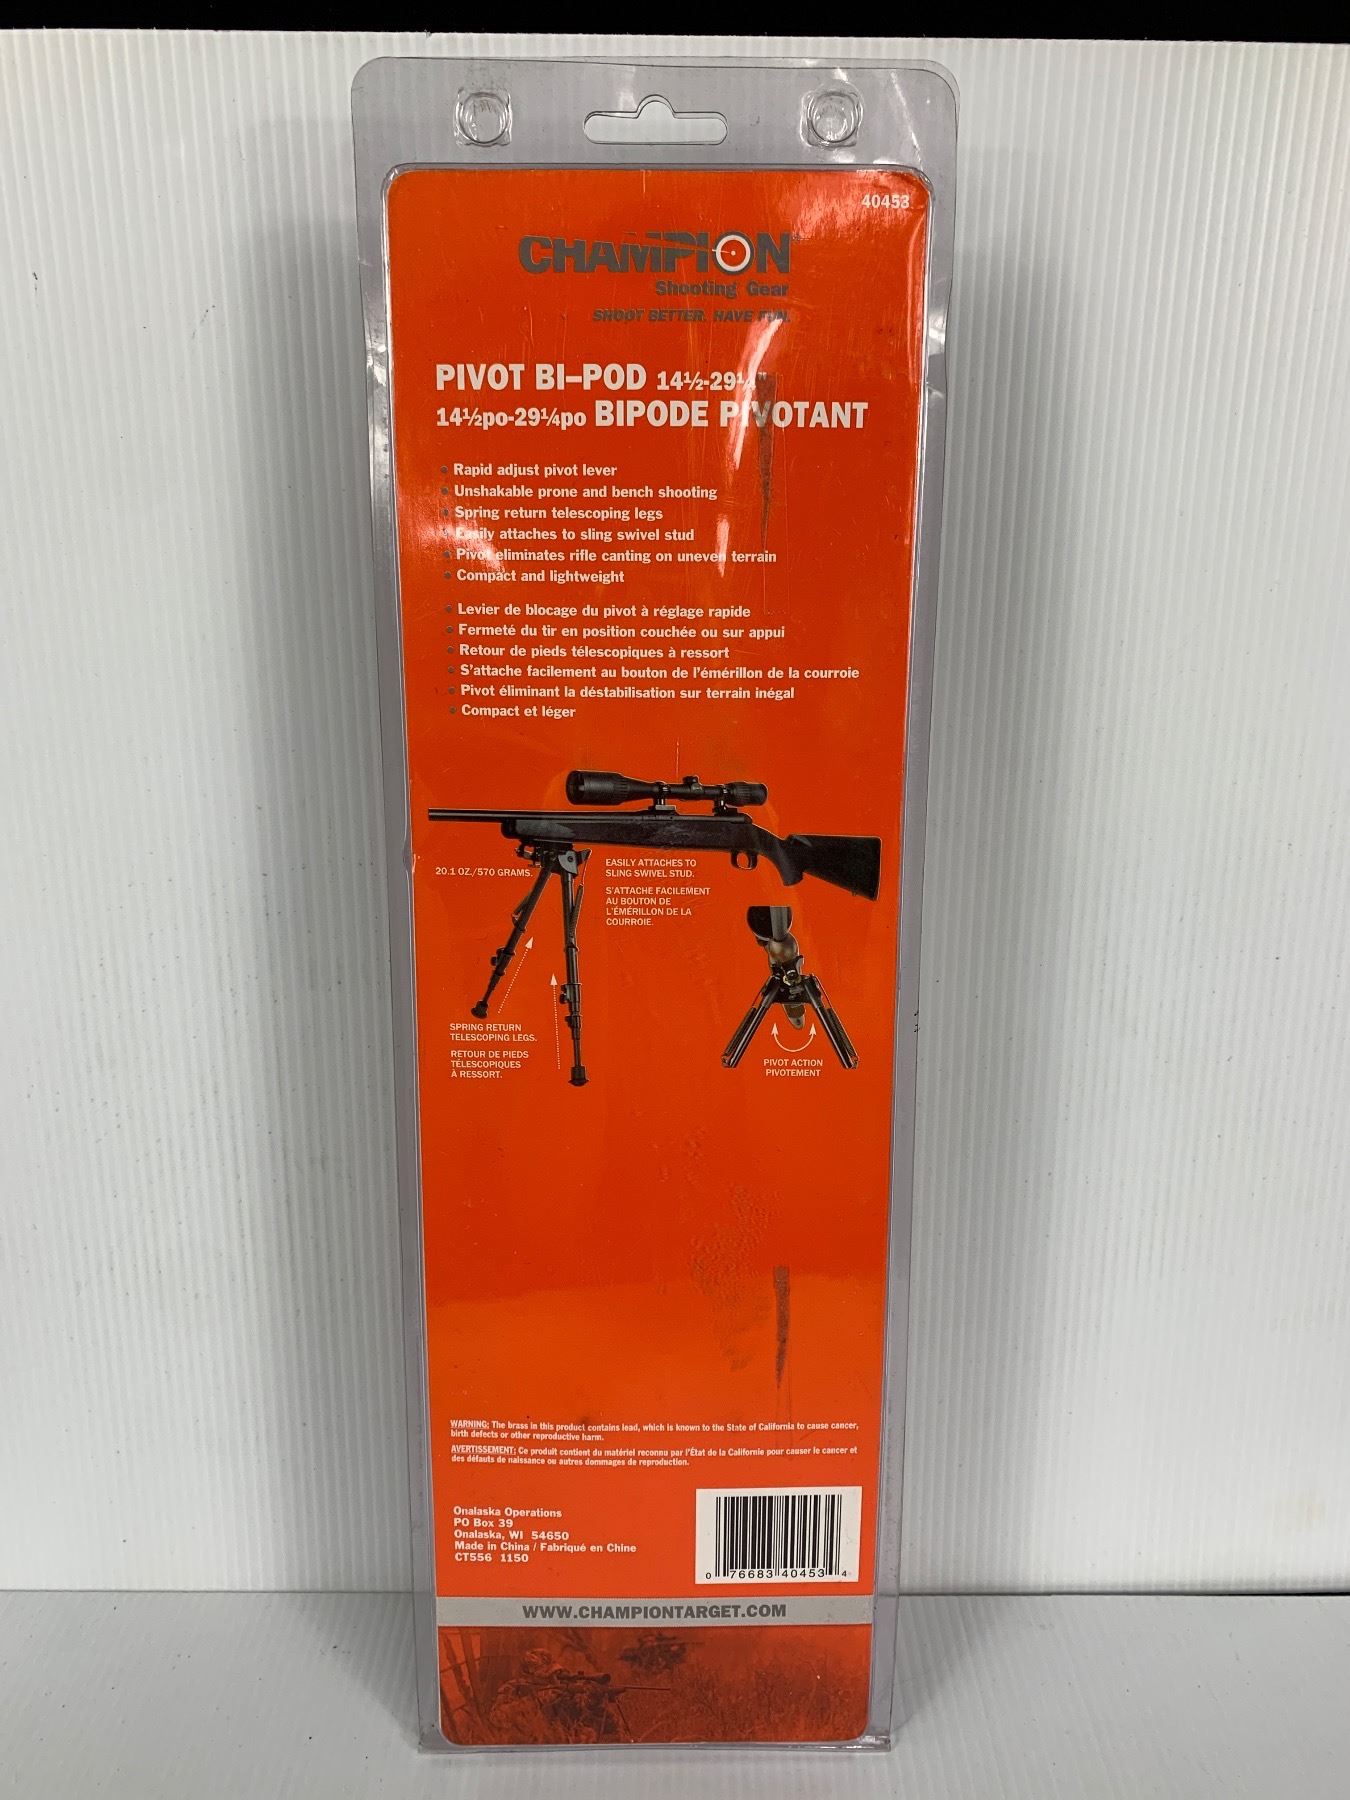 40453
CHAMPION
Shooting Gear
SHOOT BETTER. HAVE FUN.
PIVOT BI–POD 14½-29¼"
14½po-29¼po BIPODE PIVOTANT
• Rapid adjust pivot lever
• Unshakable prone and bench shooting
• Spring return telescoping legs
• Easily attaches to sling swivel stud
• Pivot eliminates rifle canting on uneven terrain
• Compact and lightweight
• Levier de blocage du pivot à réglage rapide
• Fermeté du tir en position couchée ou sur appui
• Retour de pieds télescopiques à ressort
• S'attache facilement au bouton de l'émérillon de la courroie
• Pivot éliminant la déstabilisation sur terrain inégal
• Compact et léger
20.1 OZ./570 GRAMS.
EASILY ATTACHES TO
SLING SWIVEL STUD.
S'ATTACHE FACILEMENT
AU BOUTON DE
L'ÉMÉRILLON DE LA
COURROIE.
SPRING RETURN
TELESCOPING LEGS.
RETOUR DE PIEDS
TÉLESCOPIQUES
À RESSORT.
PIVOT ACTION
PIVOTEMENT
WARNING: The brass in this product contains lead, which is known to the State of California to cause cancer,
birth defects or other reproductive harm.
AVERTISSEMENT: Ce produit contient du matériel reconnu par l'État de la Californie pour causer le cancer et
des défauts de naissance ou autres dommages de reproduction.
Onalaska Operations
PO Box 39
Onalaska, WI 54650
Made in China / Fabriqué en Chine
CT556 1150
0 76683 40453 4
WWW.CHAMPIONTARGET.COM